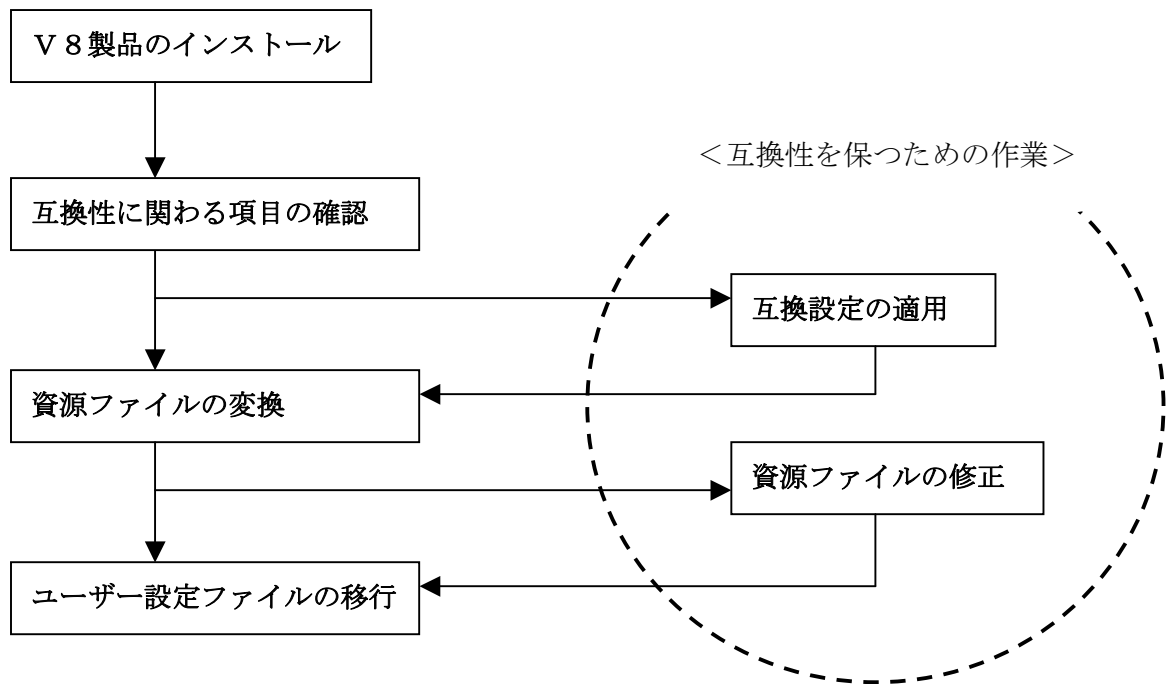 Ｖ８製品のインストール
＜互換性を保つための作業＞
互換性に関わる項目の確認
互換設定の適用
資源ファイルの変換
資源ファイルの修正
ユーザー設定ファイルの移行